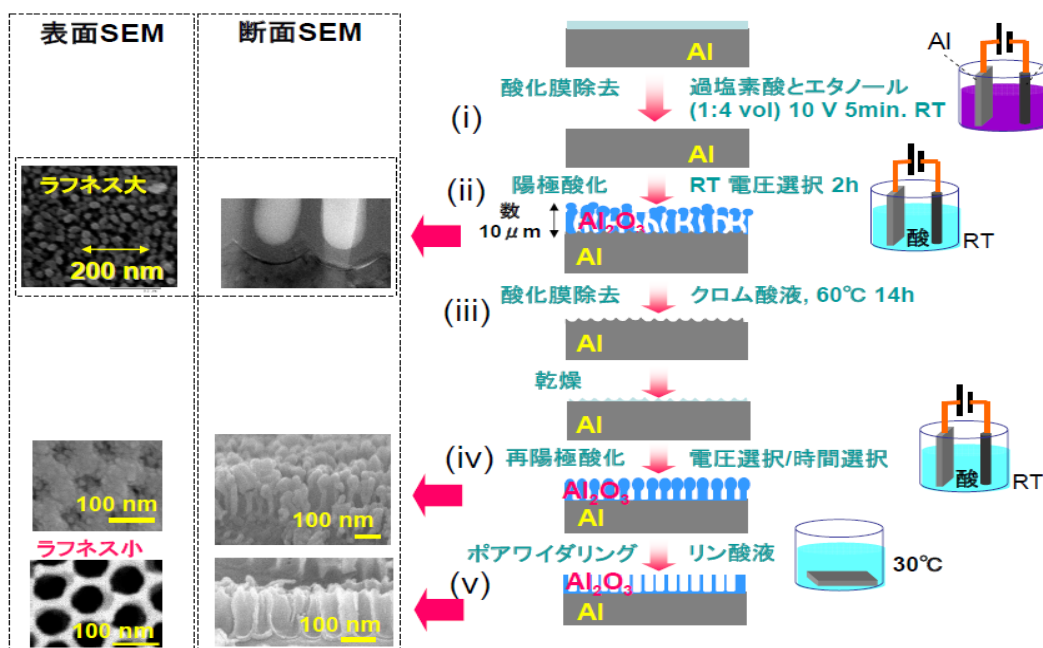 表面SEM
断面SEM
Al
Al
酸化膜除去
過塩素酸とエタノール
(1:4 vol) 10 V 5min. RT
(i)
Al
ラフネス大
200 nm
(ii)
陽極酸化
RT 電圧選択 2h
数
10μm
Al₂O₃
Al
酸
RT
酸化膜除去
クロム酸液, 60℃ 14h
(iii)
Al
乾燥
Al
(iv)
再陽極酸化
電圧選択/時間選択
酸
RT
100 nm
100 nm
Al₂O₃
Al
ラフネス小
ポアワイダリング
リン酸液
30℃
(v)
Al₂O₃
Al
100 nm
100 nm